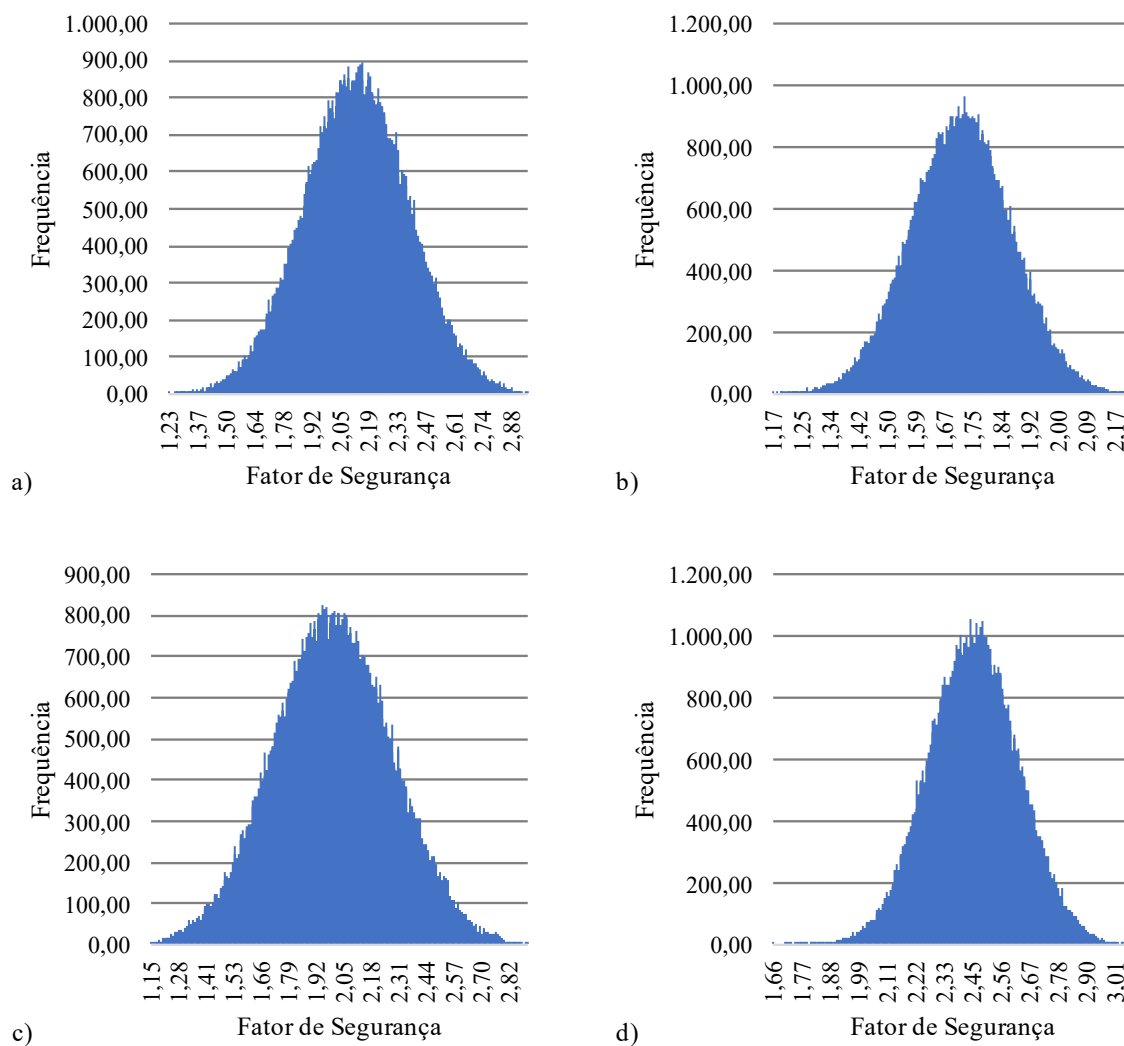 1.000,00
900,00
800,00
700,00
600,00
500,00
400,00
300,00
200,00
100,00
0,00
Frequência
1,23 1,37 1,50 1,64 1,78 1,92 2,05 2,19 2,33 2,47 2,61 2,74 2,88
Fator de Segurança
a)
1.200,00
1.000,00
800,00
600,00
400,00
200,00
0,00
Frequência
1,17 1,25 1,34 1,42 1,50 1,59 1,67 1,75 1,84 1,92 2,00 2,09 2,17
Fator de Segurança
b)
900,00
800,00
700,00
600,00
500,00
400,00
300,00
200,00
100,00
0,00
Frequência
1,15 1,28 1,41 1,53 1,66 1,79 1,92 2,05 2,18 2,31 2,44 2,57 2,70 2,82
Fator de Segurança
c)
1.200,00
1.000,00
800,00
600,00
400,00
200,00
0,00
Frequência
1,66 1,77 1,88 1,99 2,11 2,22 2,33 2,45 2,56 2,67 2,78 2,90 3,01
Fator de Segurança
d)